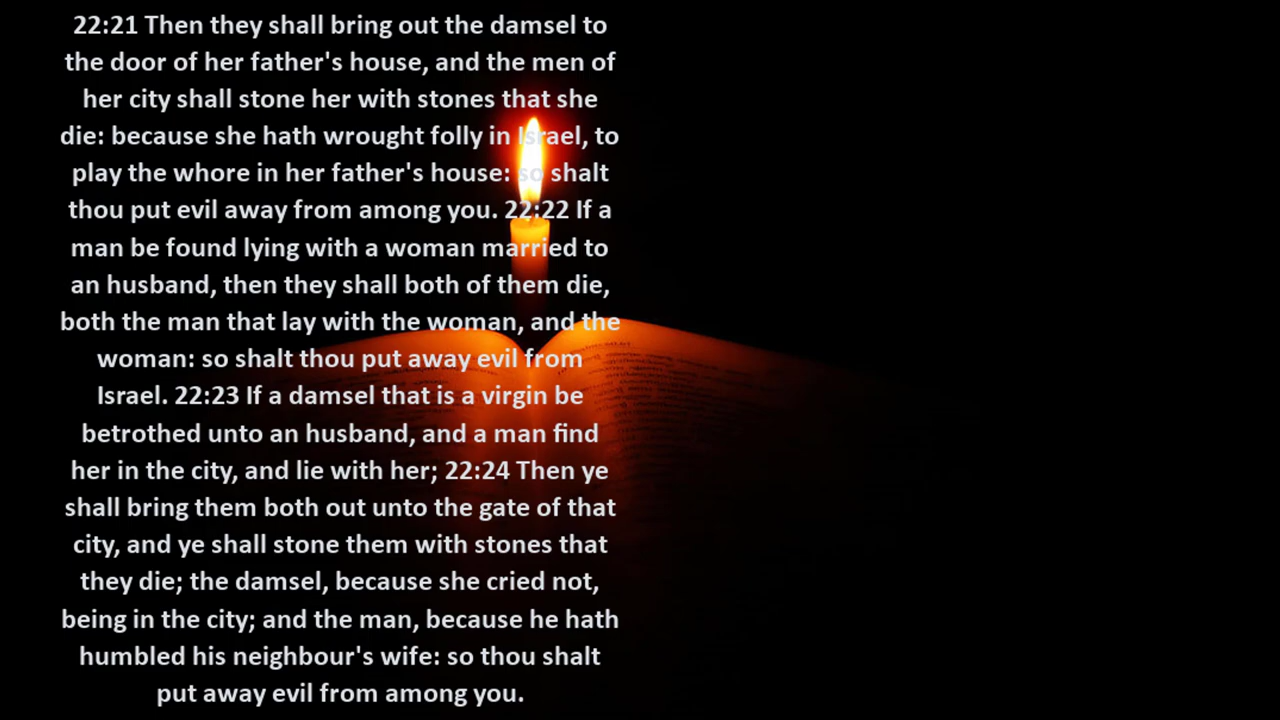 22:21 Then they shall bring out the damsel to
the door of her father's house, and the men of
her city shall stone her with stones that she
die: because she hath wrought folly in Israel, to
play the whore in her father's house: so shalt
thou put evil away from among you. 22:22 If a
man be found lying with a woman married to
an husband, then they shall both of them die,
both the man that lay with the woman, and the
woman: so shalt thou put away evil from
Israel. 22:23 If a damsel that is a virgin be
betrothed unto an husband, and a man find
her in the city, and lie with her; 22:24 Then ye
shall bring them both out unto the gate of that
city, and ye shall stone them with stones that
they die; the damsel, because she cried not,
being in the city; and the man, because he hath
humbled his neighbour's wife: so thou shalt
put away evil from among you.